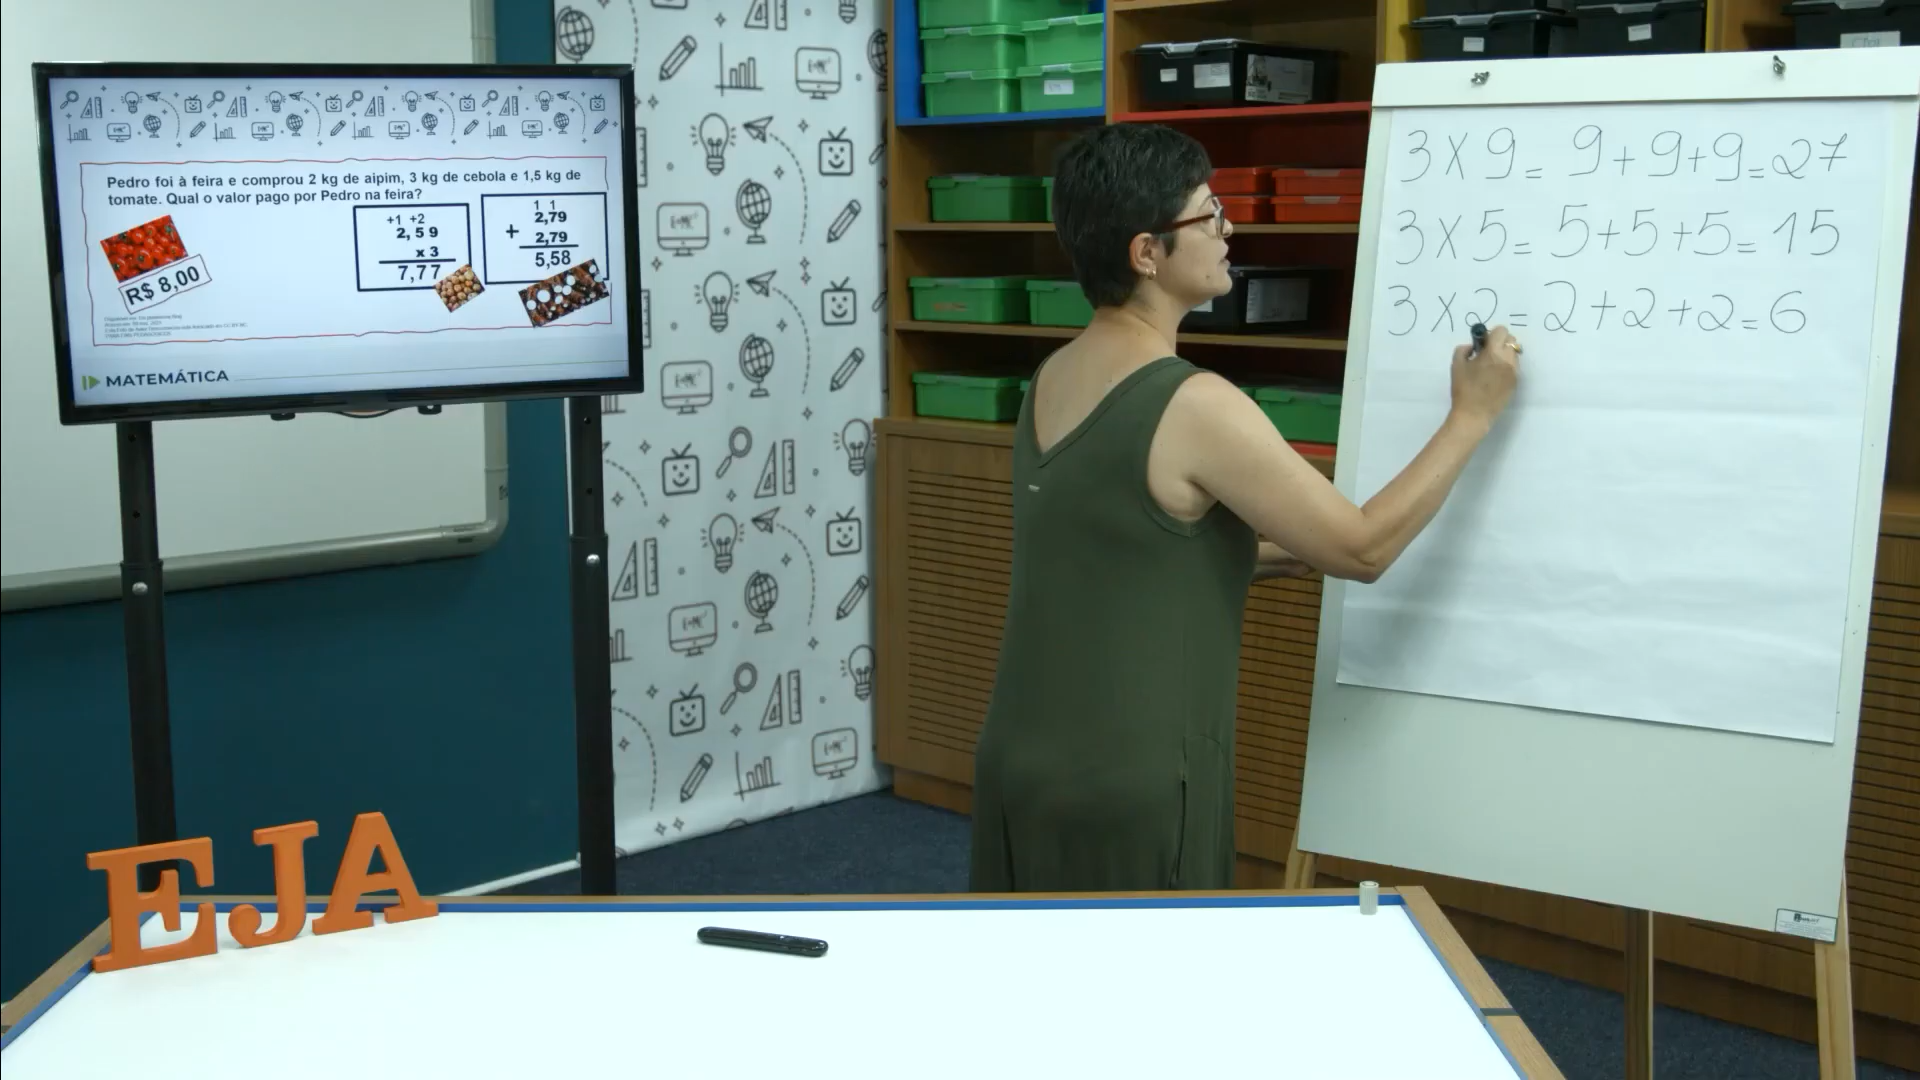 Pedro foi à feira e comprou 2 kg de aipim, 3 kg de cebola e 1,5 kg de
tomate. Qual o valor pago por Pedro na feira?
R$ 8,00
+1 +2
2,59
x 3
7,77
1 1
2,79
+ 2,79
5,58
MATEMÁTICA
3 X 9 = 9+9+9=27
3 X 5 = 5+5+5=15
3 X 2 = 2+2+2=6
EJA